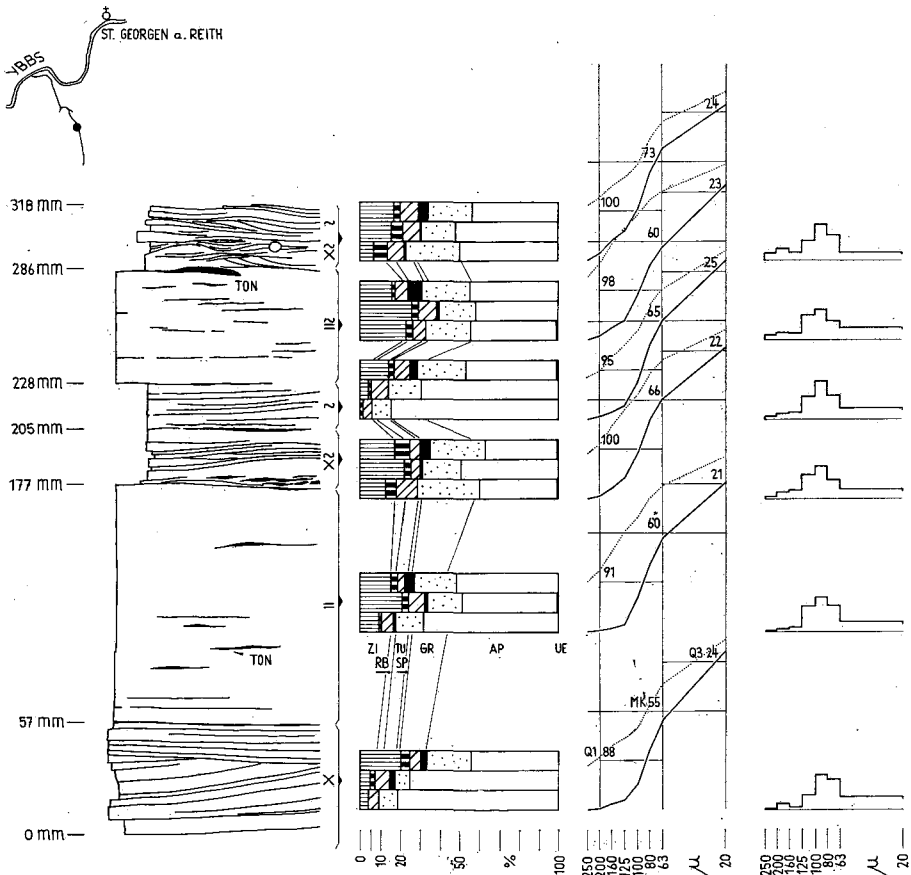 ST. GEORGEN a. REITH
YBBS
318 mm
286 mm
228 mm
205 mm
177 mm
57 mm
0 mm
TON
TON
ZI TU GR AP UE
RB SP
0 10 20 50 % 100
24
73
100
23
60
98
25
65
95
22
66
100
21
60
91
Q3 24
MK 55
Q1 88
250 200 160 125 100 80 63 µ 20
250 200 160 125 100 80 63 µ 20